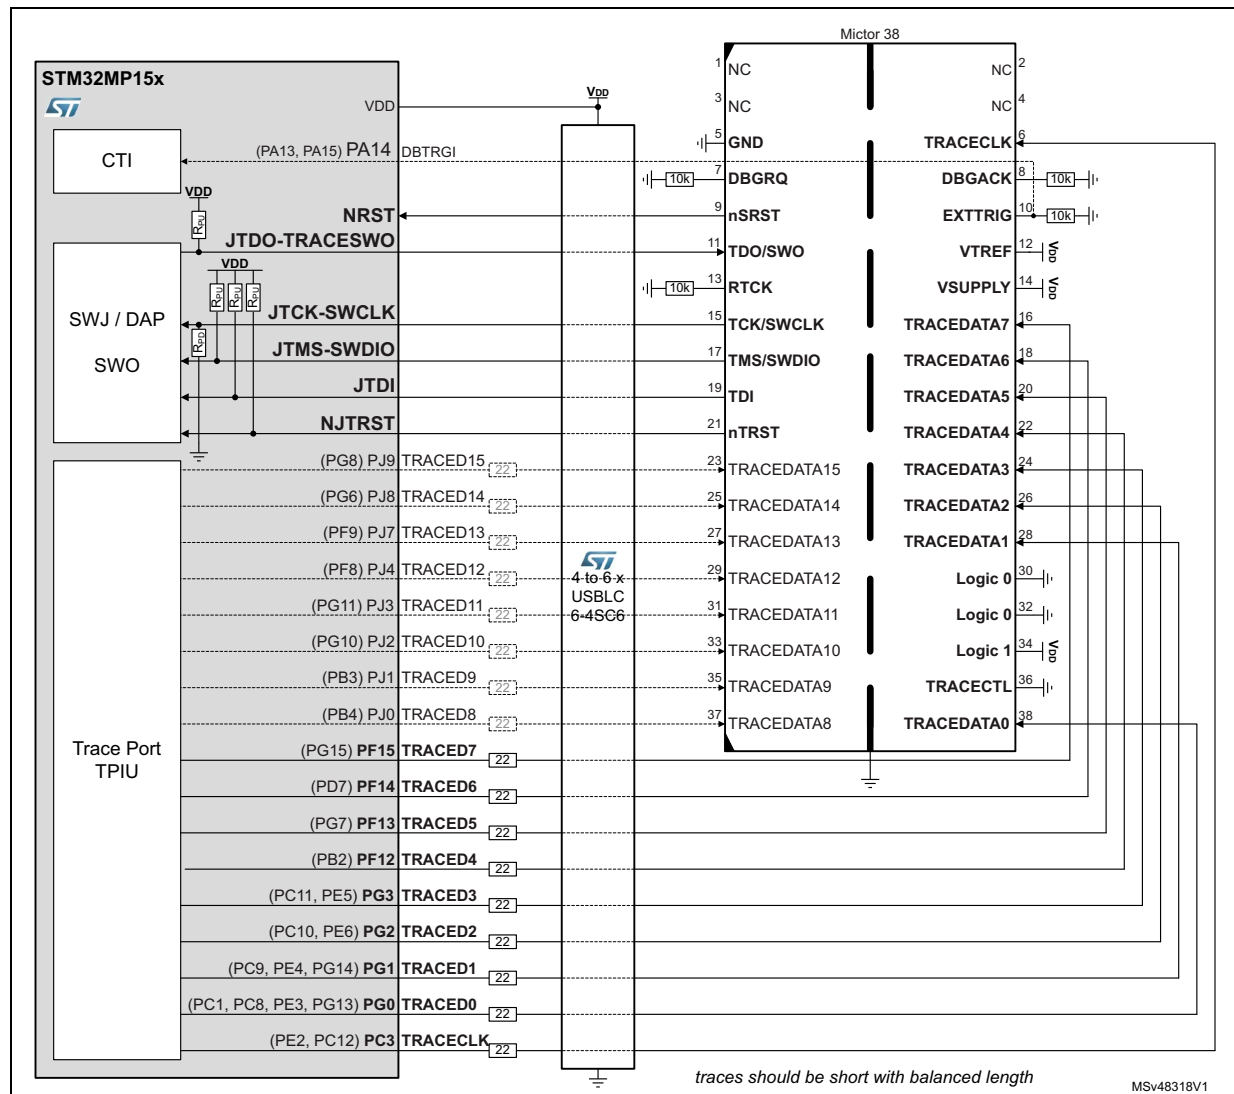 Mictor 38
STM32MP15x
ST
VDD
VDD
CTI
(PA13, PA15) PA14 DBTRGI
VDD
RPU
NRST
JTDO-TRACESWO
VDD
RPU RPU RPU
SWJ / DAP
SWO
JTCK-SWCLK
RPD
JTMS-SWDIO
JTDI
NJTRST
Trace Port
TPIU
(PG8) PJ9 TRACED15 22
(PG6) PJ8 TRACED14 22
(PF9) PJ7 TRACED13 22
(PF8) PJ4 TRACED12 22
(PG11) PJ3 TRACED11 22
(PG10) PJ2 TRACED10 22
(PB3) PJ1 TRACED9 22
(PB4) PJ0 TRACED8 22
(PG15) PF15 TRACED7 22
(PD7) PF14 TRACED6 22
(PG7) PF13 TRACED5 22
(PB2) PF12 TRACED4 22
(PC11, PE5) PG3 TRACED3 22
(PC10, PE6) PG2 TRACED2 22
(PC9, PE4, PG14) PG1 TRACED1 22
(PC1, PC8, PE3, PG13) PG0 TRACED0 22
(PE2, PC12) PC3 TRACECLK 22
ST
4 to 6 x
USBLC
6-4SC6
1 NC NC 2
3 NC NC 4
5 GND TRACECLK 6
10k 7 DBGRQ DBGACK 8 10k
9 nSRST EXTTRIG 10 10k
11 TDO/SWO VTREF 12 VDD
10k 13 RTCK VSUPPLY 14 VDD
15 TCK/SWCLK TRACEDATA7 16
17 TMS/SWDIO TRACEDATA6 18
19 TDI TRACEDATA5 20
21 nTRST TRACEDATA4 22
23 TRACEDATA15 TRACEDATA3 24
25 TRACEDATA14 TRACEDATA2 26
27 TRACEDATA13 TRACEDATA1 28
29 TRACEDATA12 Logic 0 30
31 TRACEDATA11 Logic 0 32
33 TRACEDATA10 Logic 1 34 VDD
35 TRACEDATA9 TRACECTL 36
37 TRACEDATA8 TRACEDATA0 38
traces should be short with balanced length
MSv48318V1